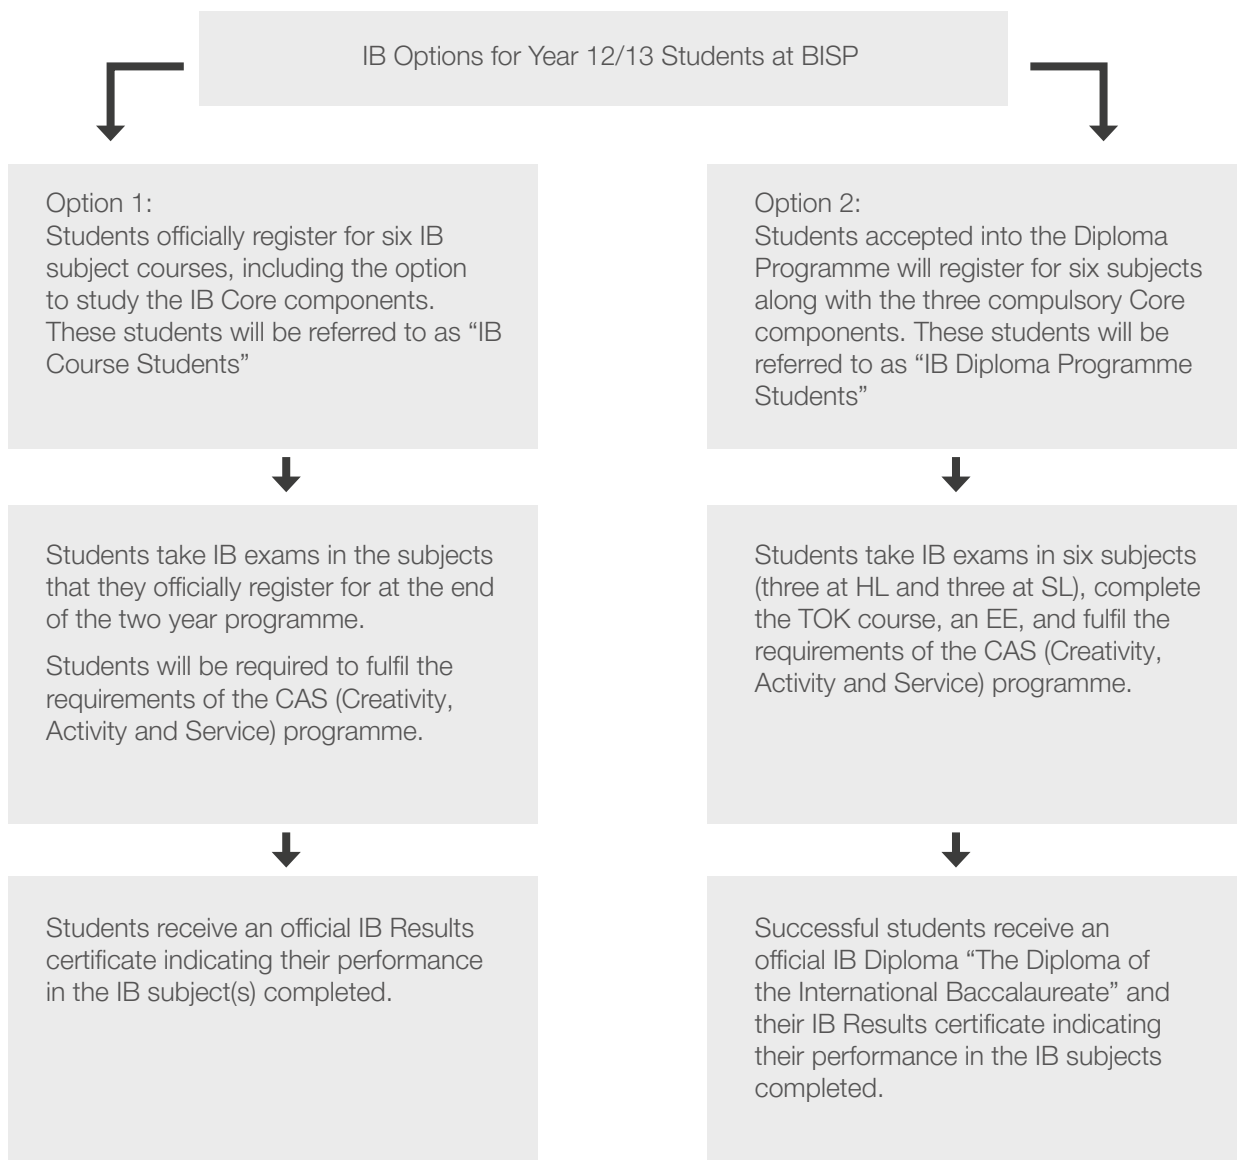 IB Options for Year 12/13 Students at BISP
Option 1:
Students officially register for six IB
subject courses, including the option
to study the IB Core components.
These students will be referred to as “IB
Course Students”
Option 2:
Students accepted into the Diploma
Programme will register for six subjects
along with the three compulsory Core
components. These students will be
referred to as “IB Diploma Programme
Students”
Students take IB exams in the subjects
that they officially register for at the end
of the two year programme.
Students will be required to fulfil the
requirements of the CAS (Creativity,
Activity and Service) programme.
Students take IB exams in six subjects
(three at HL and three at SL), complete
the TOK course, an EE, and fulfil the
requirements of the CAS (Creativity,
Activity and Service) programme.
Students receive an official IB Results
certificate indicating their performance
in the IB subject(s) completed.
Successful students receive an
official IB Diploma “The Diploma of
the International Baccalaureate” and
their IB Results certificate indicating
their performance in the IB subjects
completed.